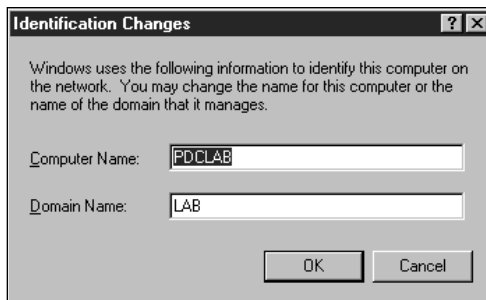 Identification Changes
Windows uses the following information to identify this computer on
the network. You may change the name for this computer or the
name of the domain that it manages.
Computer Name: PDCLAB
Domain Name: LAB
OK Cancel